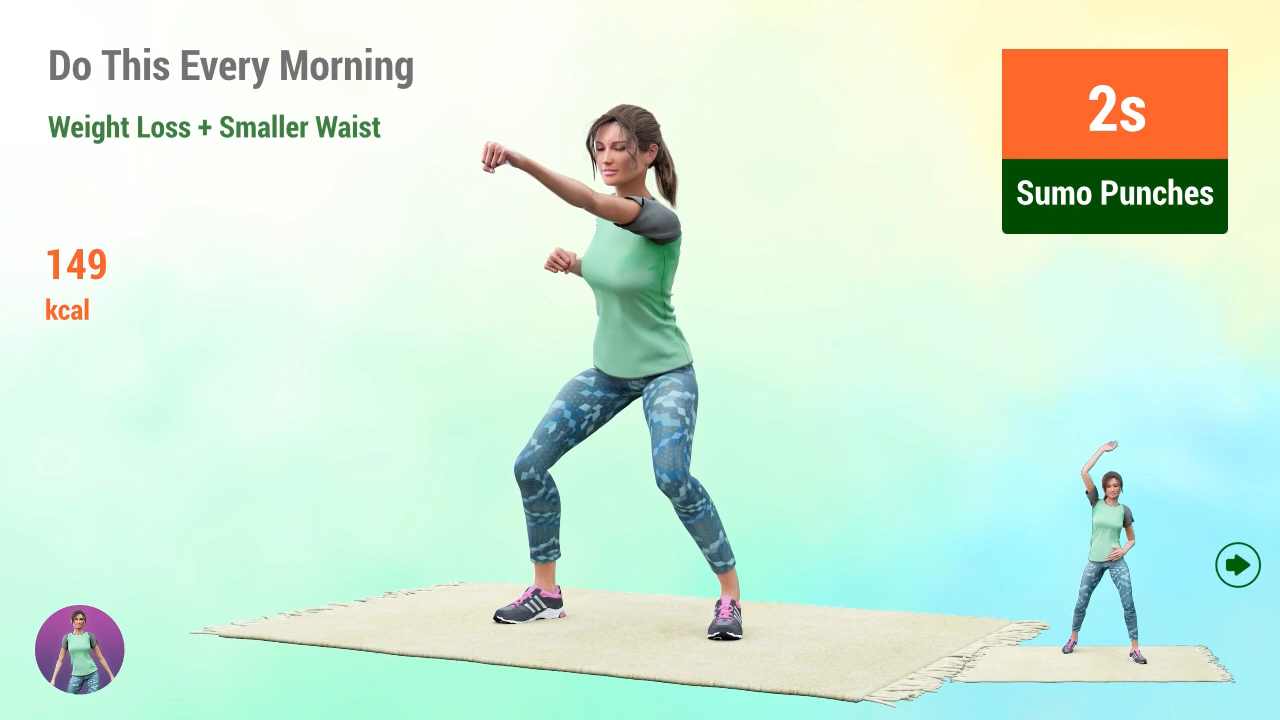 Do This Every Morning
Weight Loss + Smaller Waist
2s
Sumo Punches
149
kcal